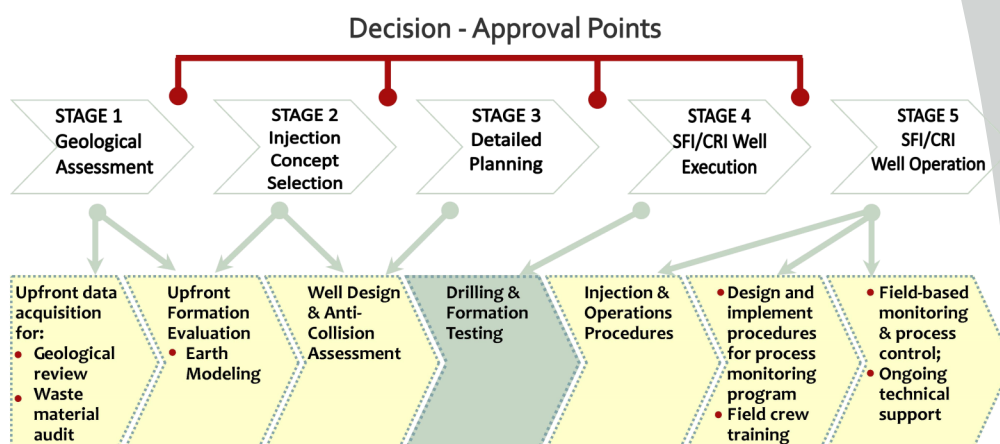 Decision - Approval Points
STAGE 1
Geological
Assessment
STAGE 2
Injection
Concept
Selection
STAGE 3
Detailed
Planning
STAGE 4
SFI/CRI Well
Execution
STAGE 5
SFI/CRI
Well Operation
Upfront data
acquisition
for:
• Geological
review
• Waste
material
audit
Upfront
Formation
Evaluation
• Earth
Modeling
Well Design
& Anti-
Collision
Assessment
Drilling &
Formation
Testing
Injection &
Operations
Procedures
• Design and
implement
procedures
for process
monitoring
program
• Field crew
training
• Field-based
monitoring
& process
control;
• Ongoing
technical
support